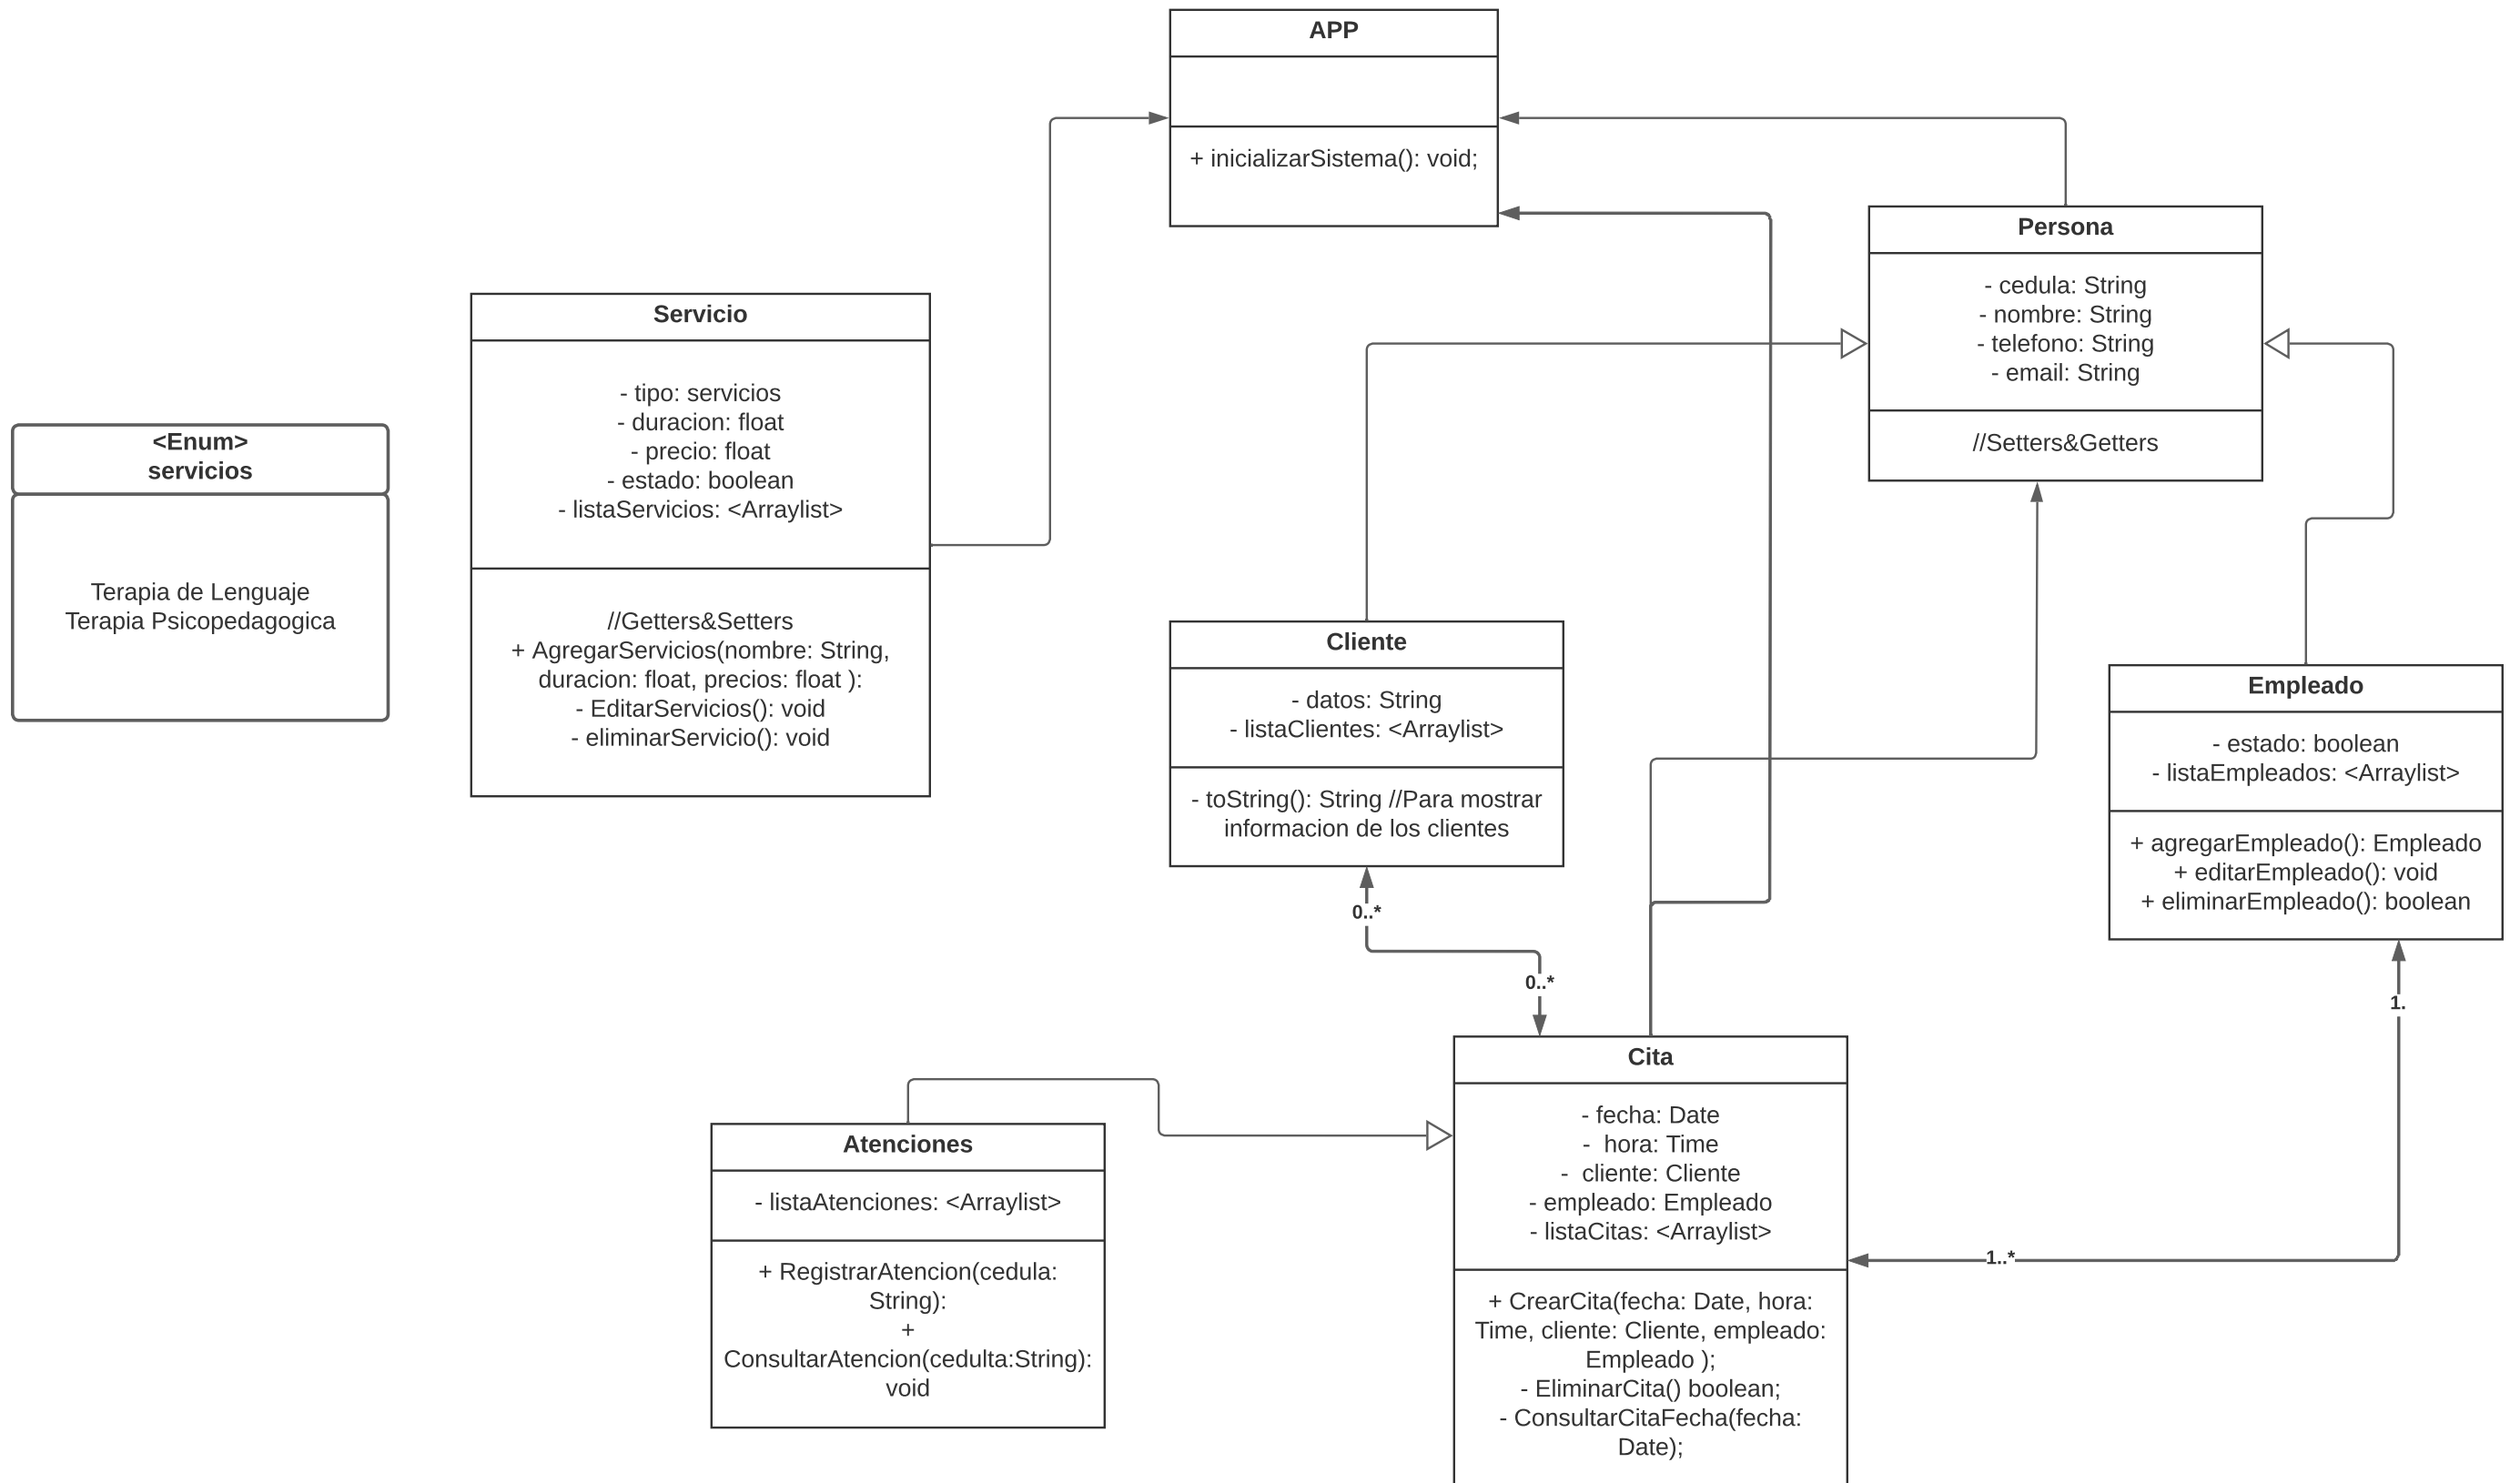 APP
+ inicializarSistema(): void;
Persona
- cedula: String
- nombre: String
- telefono: String
- email: String
//Setters&Getters
Servicio
- tipo: servicios
- duracion: float
- precio: float
- estado: boolean
- listaServicios: <Arraylist>
//Getters&Setters
+ AgregarServicios(nombre: String,
duracion: float, precios: float ):
- EditarServicios(): void
- eliminarServicio(): void
<Enum>
servicios
Terapia de Lenguaje
Terapia Psicopedagogica
Cliente
- datos: String
- listaClientes: <Arraylist>
- toString(): String //Para mostrar
informacion de los clientes
Empleado
- estado: boolean
- listaEmpleados: <Arraylist>
+ agregarEmpleado(): Empleado
+ editarEmpleado(): void
+ eliminarEmpleado(): boolean
0..*
0..*
1.
1..*
Cita
- fecha: Date
-  hora: Time
-  cliente: Cliente
- empleado: Empleado
- listaCitas: <Arraylist>
+ CrearCita(fecha: Date, hora:
Time, cliente: Cliente, empleado:
Empleado );
- EliminarCita() boolean;
- ConsultarCitaFecha(fecha:
Date);
Atenciones
- listaAtenciones: <Arraylist>
+ RegistrarAtencion(cedula:
String):
+
ConsultarAtencion(cedulta:String):
void